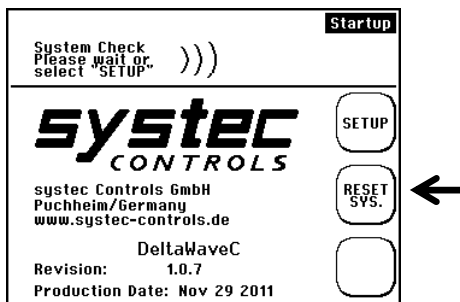 Startup
System Check
Please wait or
select "SETUP"
)))
systec
CONTROLS
SETUP
RESET
SYS.
systec Controls GmbH
Puchheim/Germany
www.systec-controls.de
DeltaWaveC
Revision: 1.0.7
Production Date: Nov 29 2011